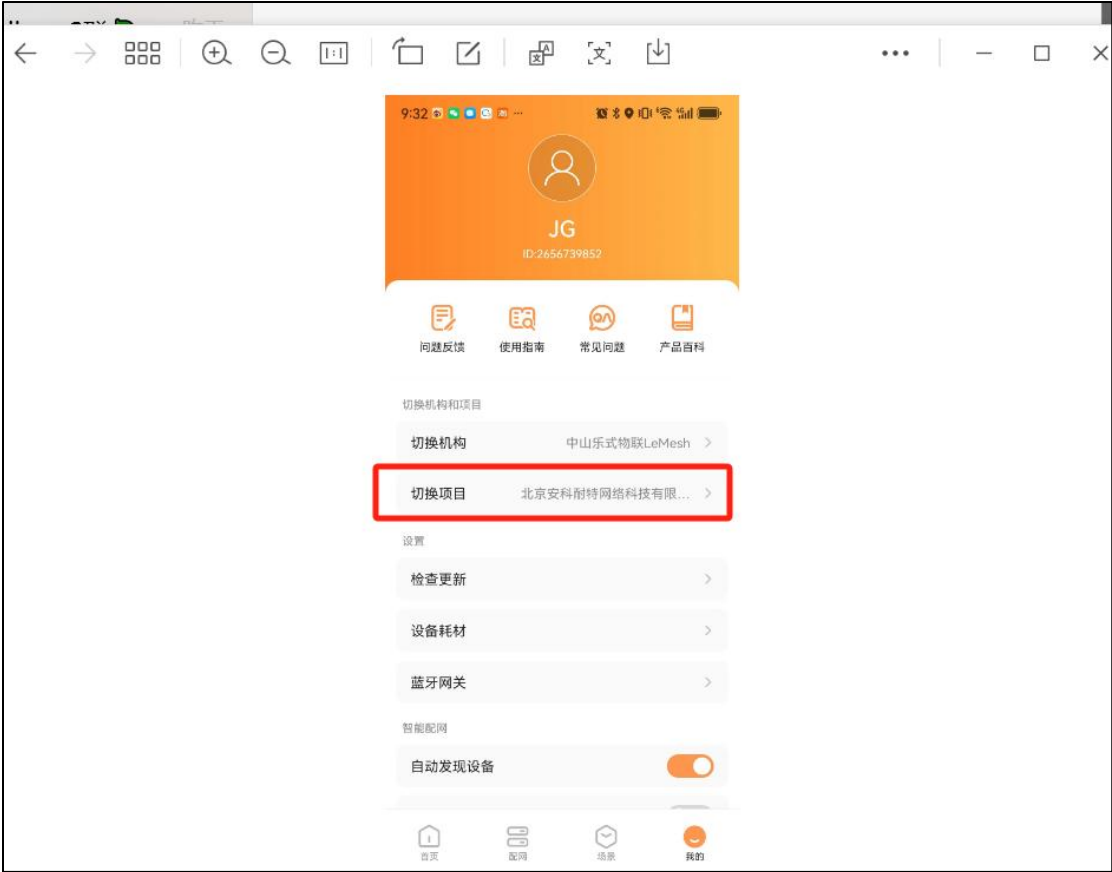 9:32
JG
ID:2656739852
问题反馈 使用指南 常见问题 产品百科
切换机构和项目
切换机构 中山乐式物联LeMesh
切换项目 北京安科耐特网络科技有限...
设置
检查更新
设备耗材
蓝牙网关
智能配网
自动发现设备
首页 配网 场景 我的